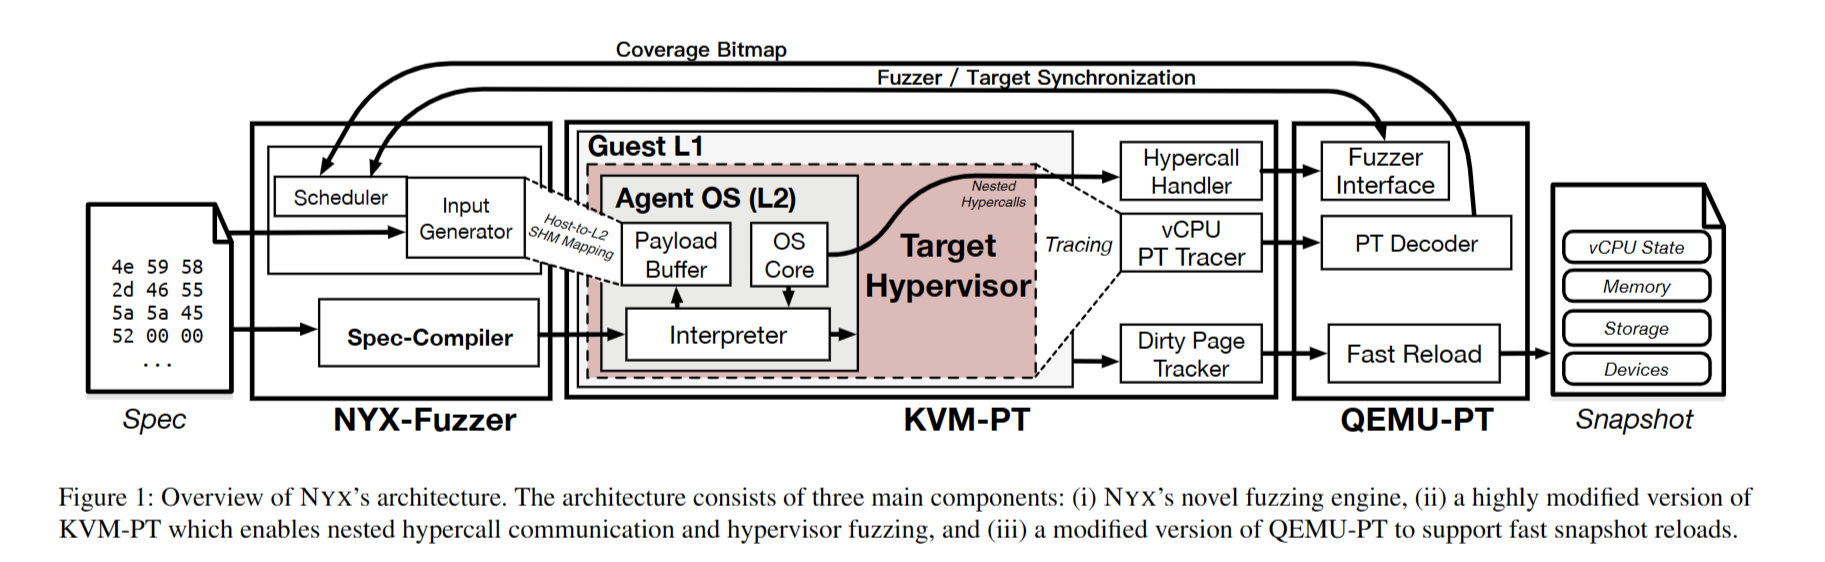 Coverage Bitmap
Fuzzer / Target Synchronization
Guest L1
Hypercall
Handler
Fuzzer
Interface
Scheduler
Input
Generator
Host-to-L2
SHM Mapping
Agent OS (L2)
Payload
Buffer
OS
Core
Nested
Hypercalls
Target
Hypervisor
Tracing
vCPU
PT Tracer
PT Decoder
vCPU State
Memory
Storage
Devices
4e 59 58
2d 46 55
5a 5a 45
52 00 00
...
Spec-Compiler
Interpreter
Dirty Page
Tracker
Fast Reload
Spec
NYX-Fuzzer
KVM-PT
QEMU-PT
Snapshot
Figure 1: Overview of NYX's architecture. The architecture consists of three main components: (i) NYX's novel fuzzing engine, (ii) a highly modified version of
KVM-PT which enables nested hypercall communication and hypervisor fuzzing, and (iii) a modified version of QEMU-PT to support fast snapshot reloads.